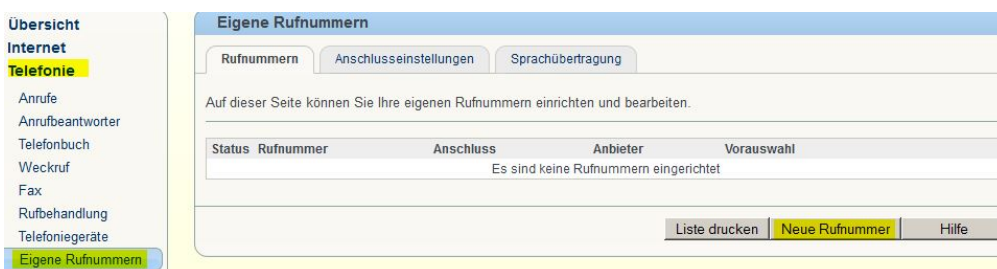 Übersicht
Internet
Telefonie
Anrufe
Anrufbeantworter
Telefonbuch
Weckruf
Fax
Rufbehandlung
Telefoniegeräte
Eigene Rufnummern
Eigene Rufnummern
Rufnummern Anschlusseinstellungen Sprachübertragung
Auf dieser Seite können Sie Ihre eigenen Rufnummern einrichten und bearbeiten.
Status Rufnummer Anschluss Anbieter Vorauswahl
Es sind keine Rufnummern eingerichtet
Liste drucken Neue Rufnummer Hilfe